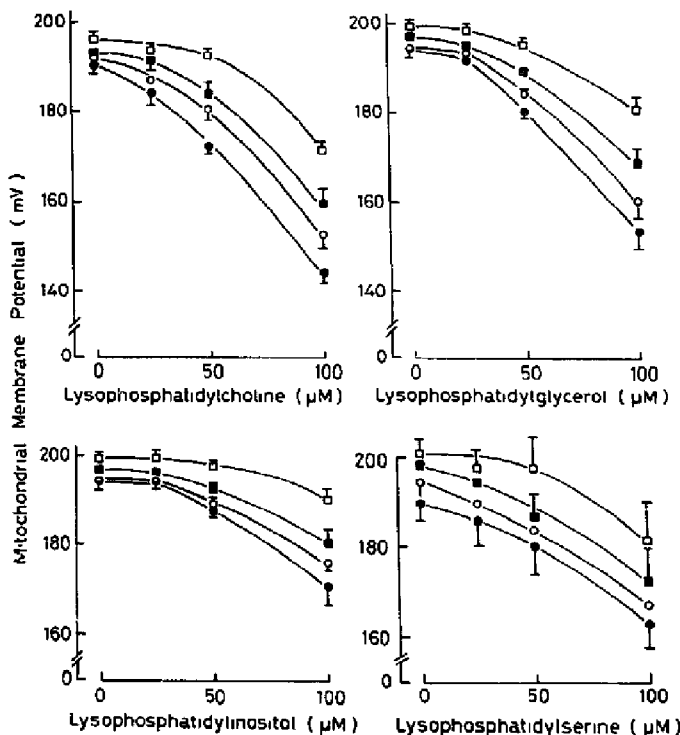 Mitochondrial Membrane Potential (mV)
200
180
160
140
0
0 50 100
Lysophosphatidylcholine (μM)
200
180
160
140
0
0 50 100
Lysophosphatidylglycerol (μM)
200
180
160
0
0 50 100
Lysophosphatidylinositol (μM)
200
180
160
0
0 50 100
Lysophosphatidylserine (μM)